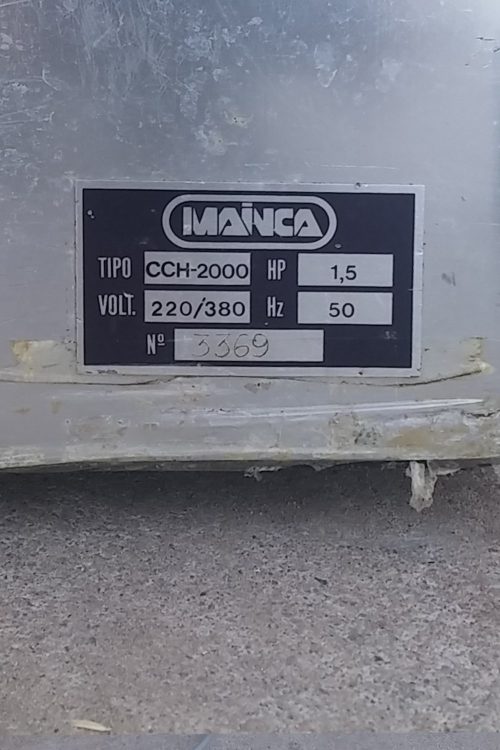 MAINCA
TIPO CCH-2000 HP 1,5
VOLT. 220/380 Hz 50
Nº 3369